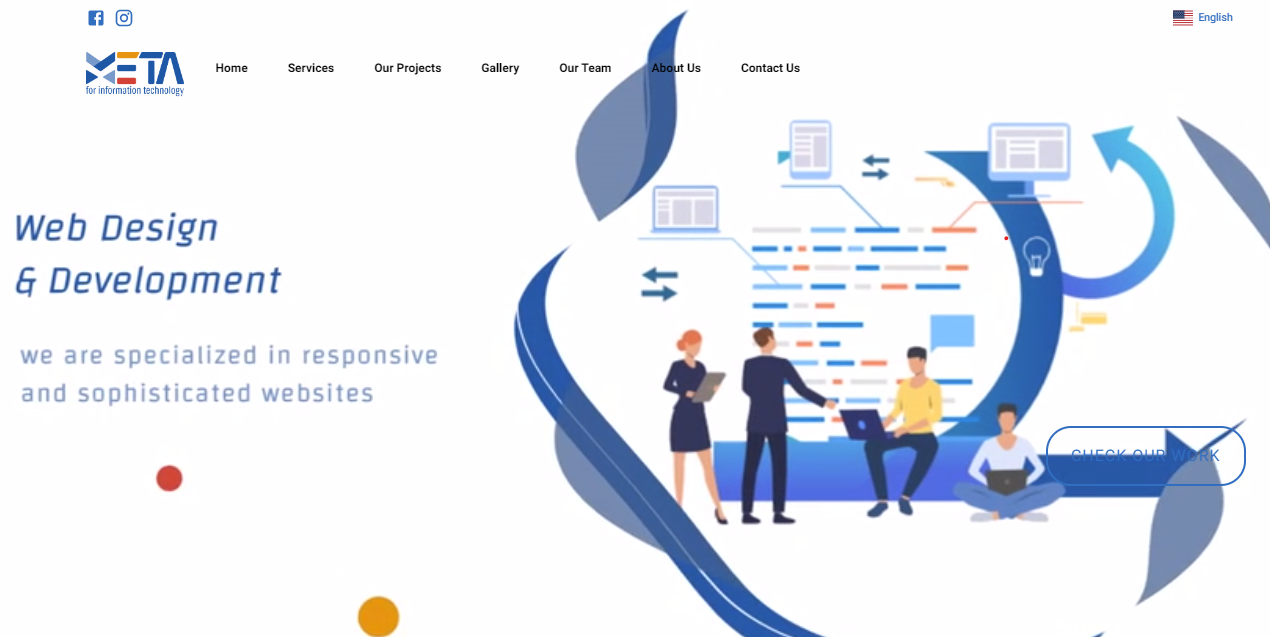 English
META
for information technology
Home
Services
Our Projects
Gallery
Our Team
About Us
Contact Us
Web Design
& Development
we are specialized in responsive
and sophisticated websites
CHECK OUR WORK